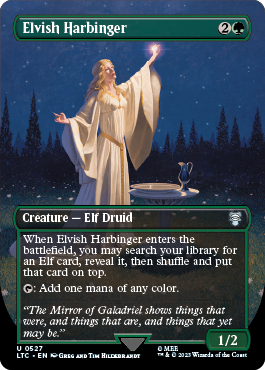 Elvish Harbinger 2
Creature — Elf Druid
When Elvish Harbinger enters the
battlefield, you may search your library for
an Elf card, reveal it, then shuffle and put
that card on top.
: Add one mana of any color.
“The Mirror of Galadriel shows things that
were, and things that are, and things that yet
may be.”
1/2
U 0527
LTC • EN Greg and Tim Hildebrandt
© MEE
™ & © 2023 Wizards of the Coast